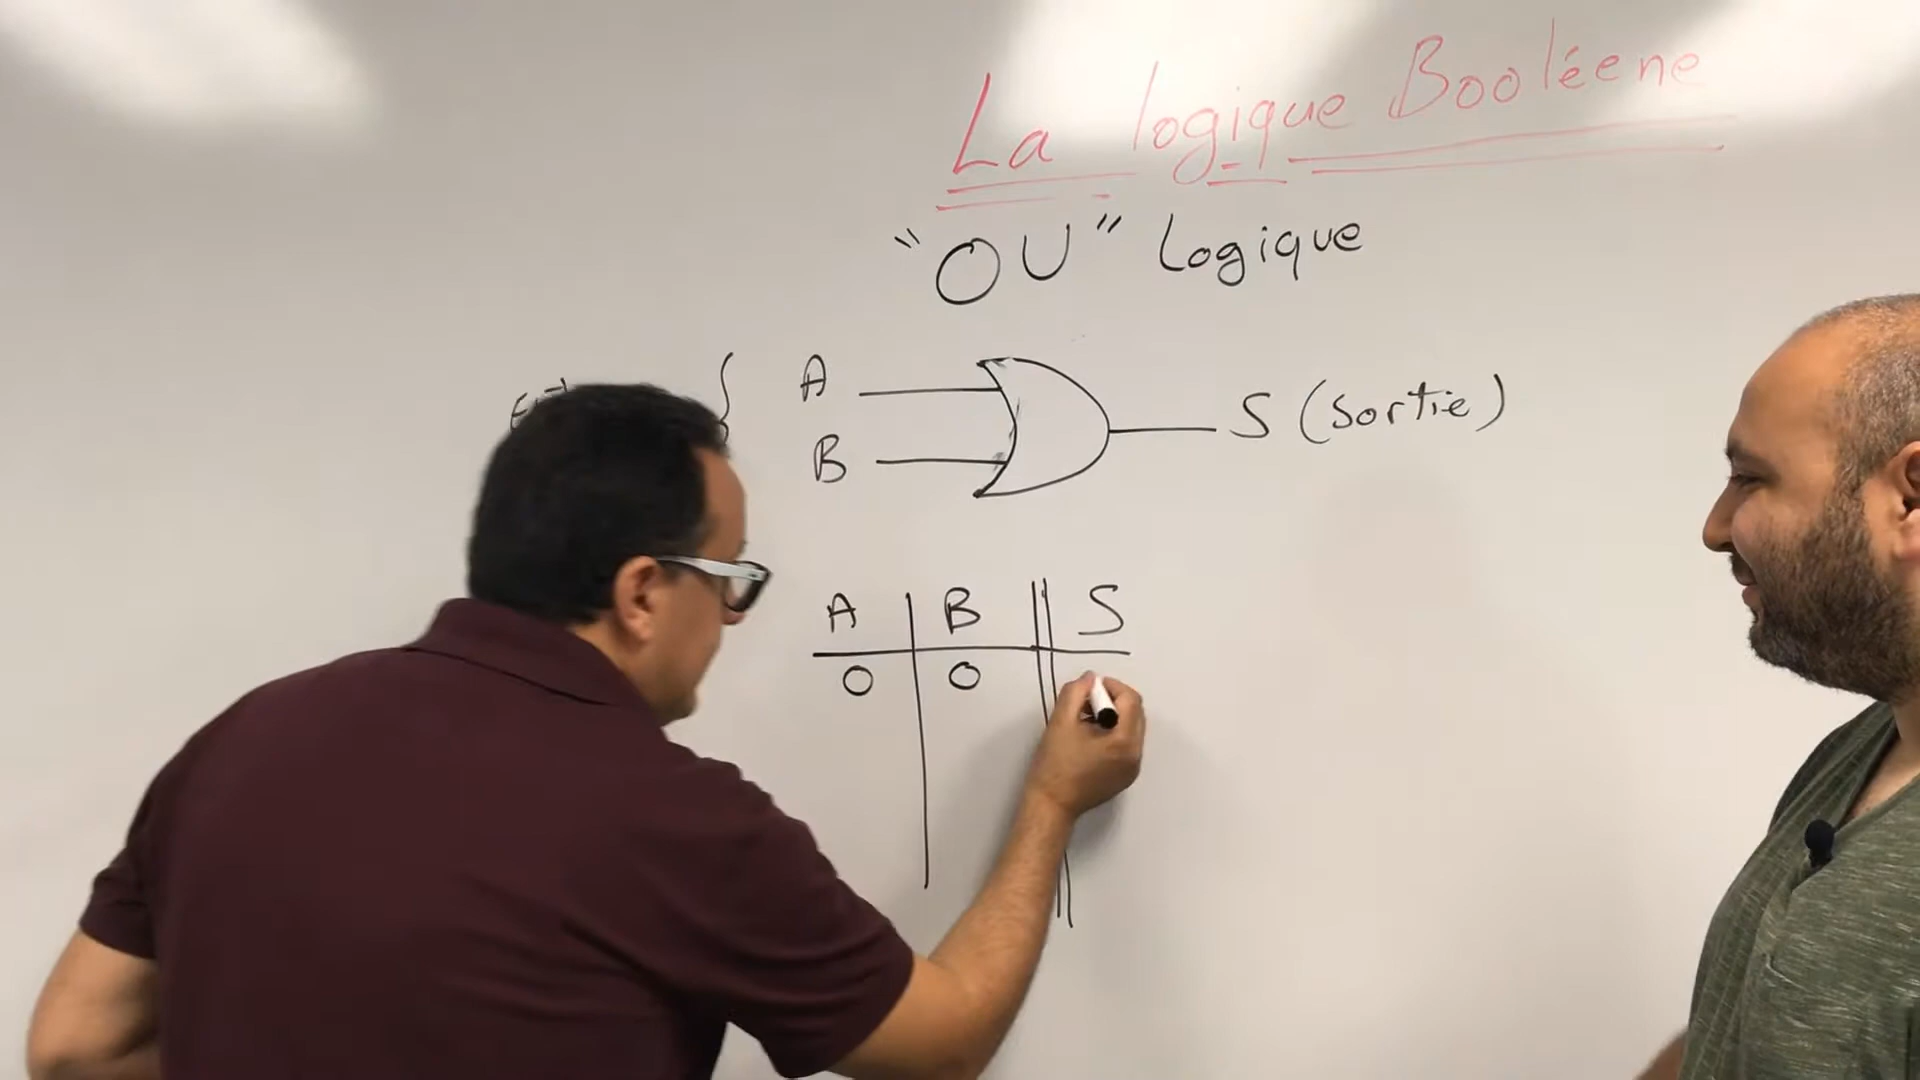 La logique Booléene
"OU" Logique
A
S (Sortie)
B
A B S
0 0